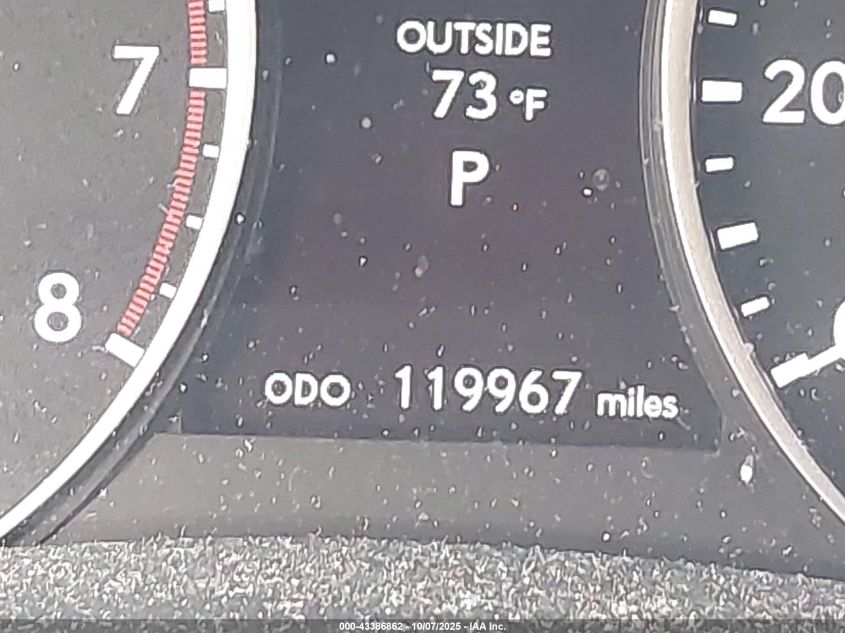 OUTSIDE
7
73 °F
20
P
8
ODO 119967 miles
000-43386862 - 10/07/2025 - IAA Inc.